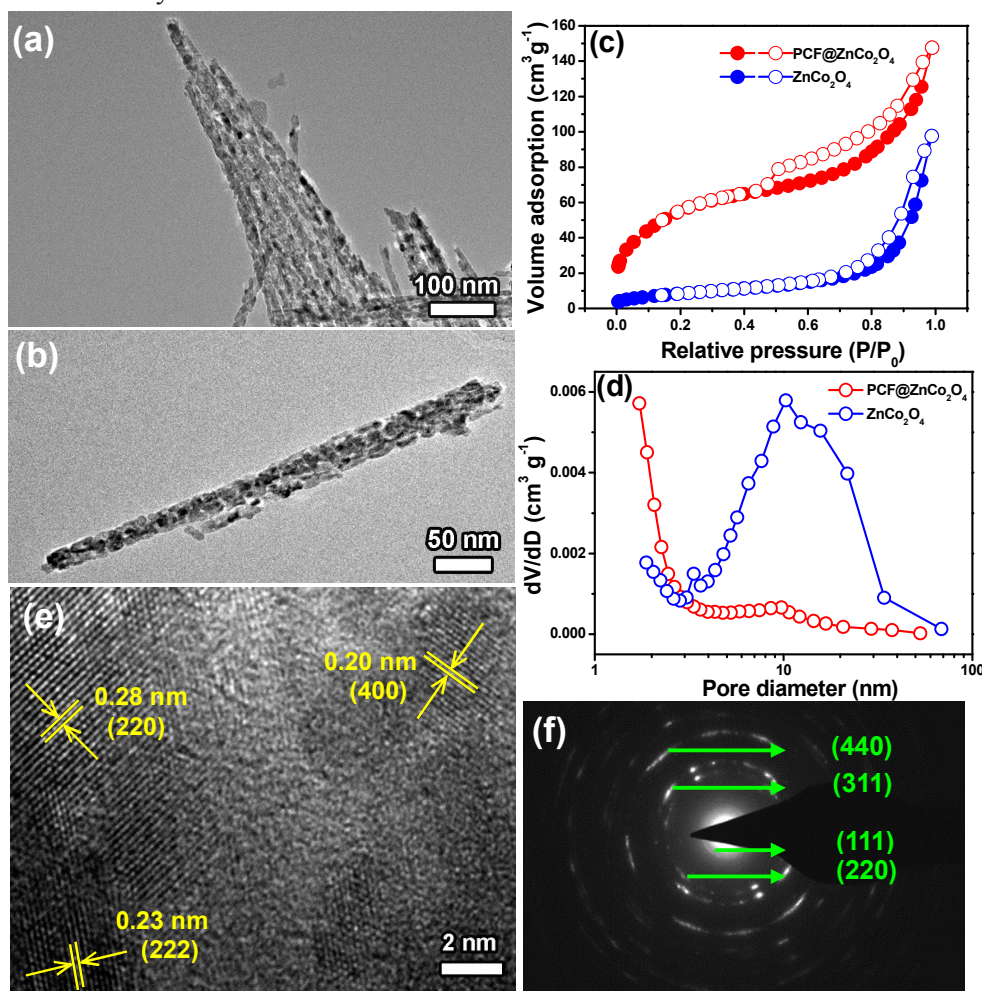 (a)
100 nm
(b)
50 nm
(c)
160
140
120
100
80
60
40
20
0
Volume adsorption (cm³g⁻¹)
PCF@ZnCo₂O₄
ZnCo₂O₄
0.0 0.2 0.4 0.6 0.8 1.0
Relative pressure (P/P₀)
(d)
0.006
0.004
0.002
0.000
dV/dD (cm³ g⁻¹)
PCF@ZnCo₂O₄
ZnCo₂O₄
1 10 100
Pore diameter (nm)
(e)
0.28 nm
(220)
0.20 nm
(400)
0.23 nm
(222)
2 nm
(f)
(440)
(311)
(111)
(220)